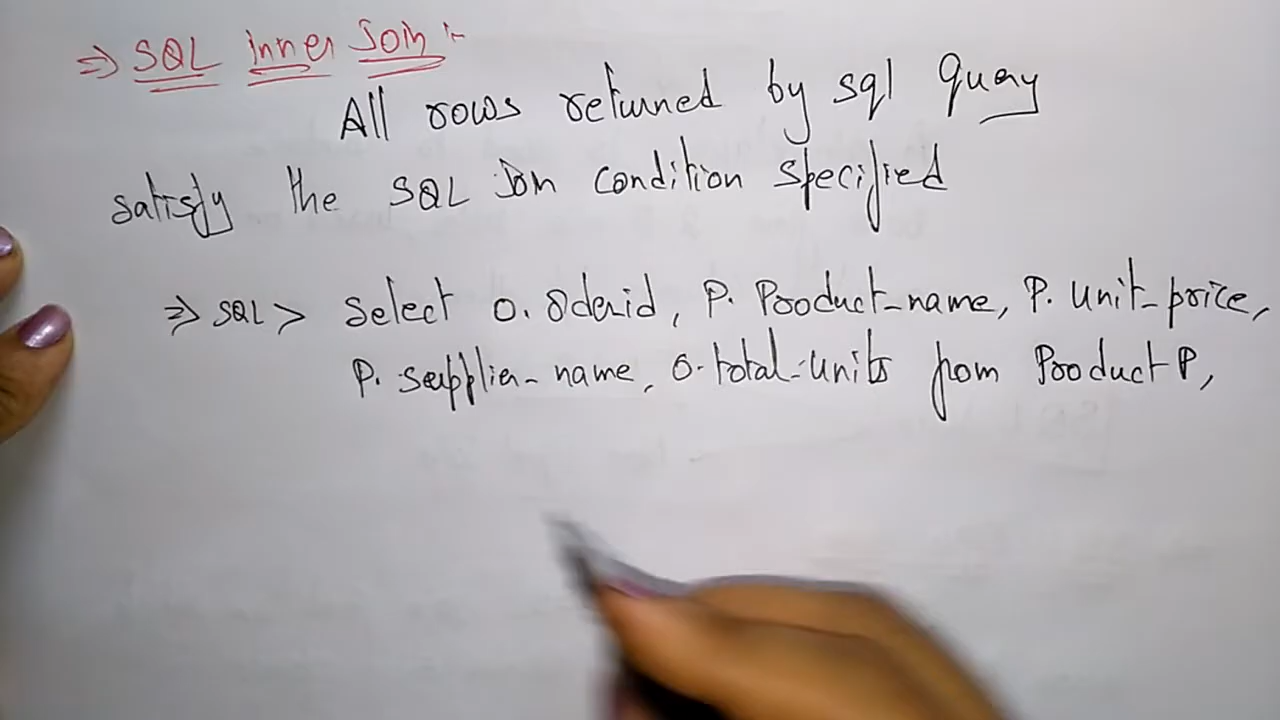 ⇒ SQL inner Join :-
All rows returned by sql query
satisfy the SQL Join condition specified
⇒ SQL > Select O. Orderid, P. Product_name, P. Unit_price,
P. supplier_name, O. total_units from Product P,